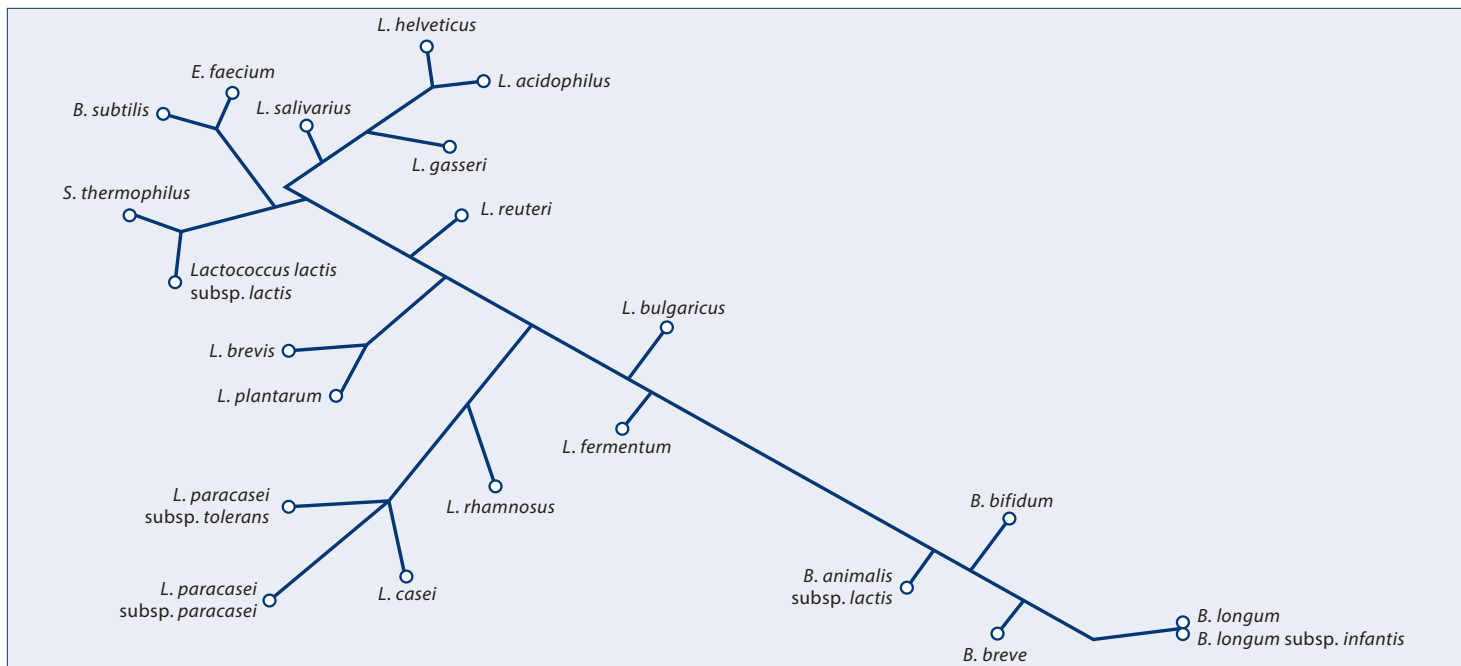 L. helveticus
E. faecium
L. acidophilus
B. subtilis
L. salivarius
L. gasseri
S. thermophilus
L. reuteri
Lactococcus lactis
subsp. lactis
L. bulgaricus
L. brevis
L. plantarum
L. fermentum
L. paracasei
subsp. tolerans
L. rhamnosus
B. bifidum
B. animalis
subsp. lactis
L. paracasei
subsp. paracasei
L. casei
B. longum
B. longum subsp. infantis
B. breve